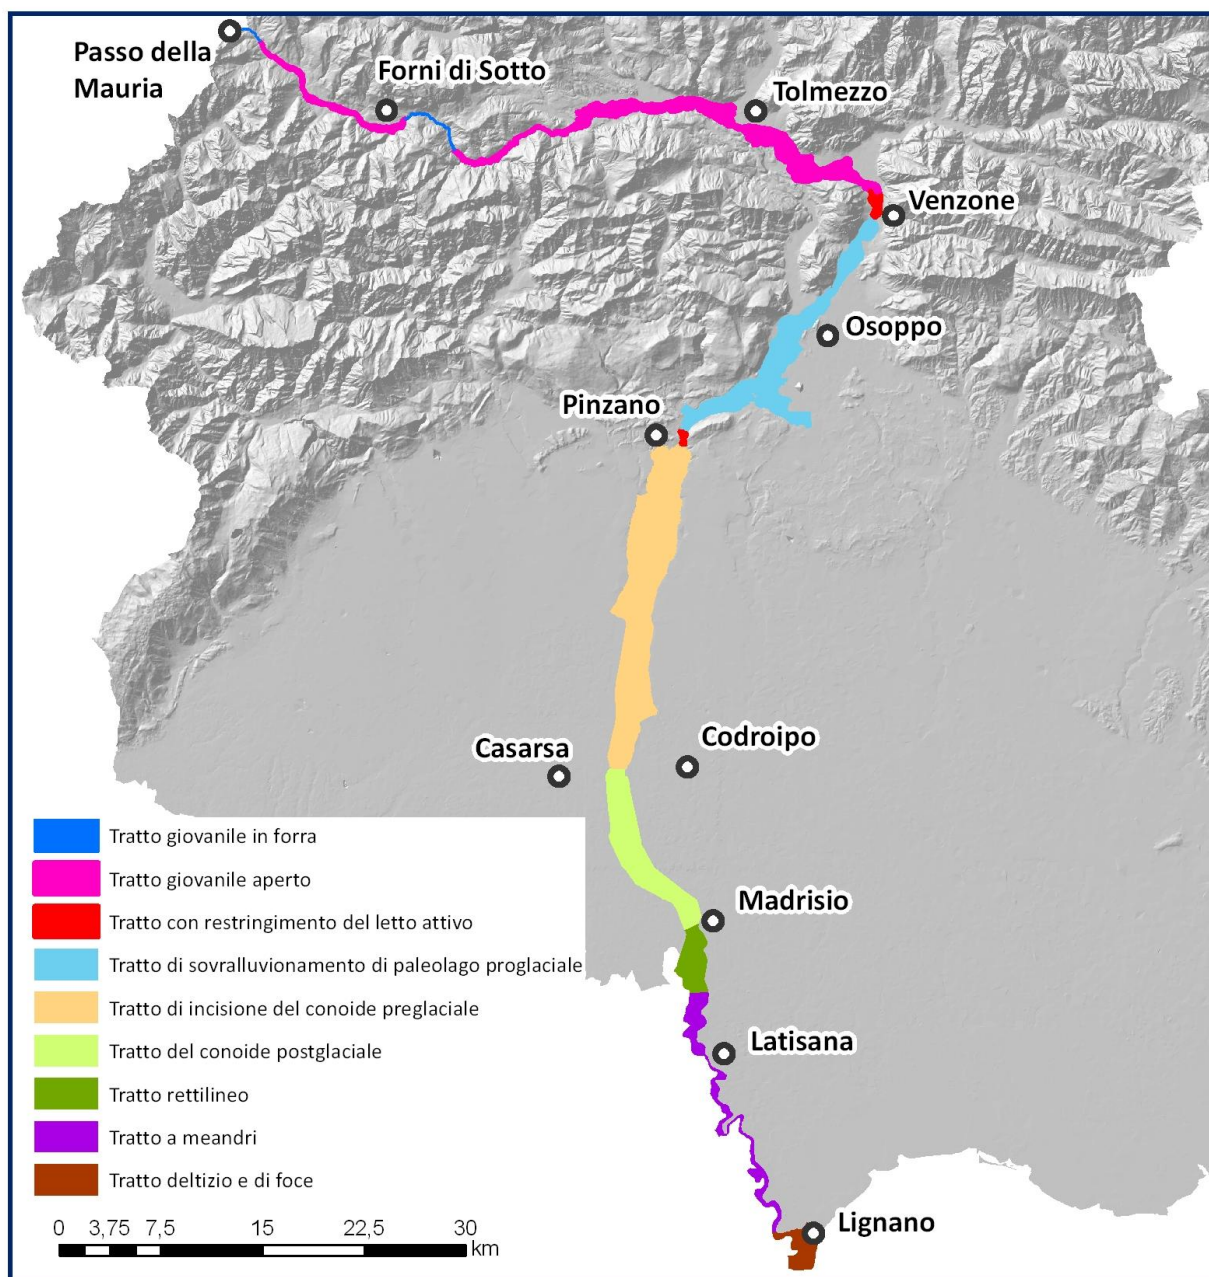 Passo della
Mauria
Forni di Sotto
Tolmezzo
Venzone
Osoppo
Pinzano
Casarsa
Codroipo
Madrisio
Latisana
Lignano
Tratto giovanile in forra
Tratto giovanile aperto
Tratto con restringimento del letto attivo
Tratto di sovralluvionamento di paleolago proglaciale
Tratto di incisione del conoide preglaciale
Tratto del conoide postglaciale
Tratto rettilineo
Tratto a meandri
Tratto deltizio e di foce
0 3,75 7,5 15 22,5 30
km